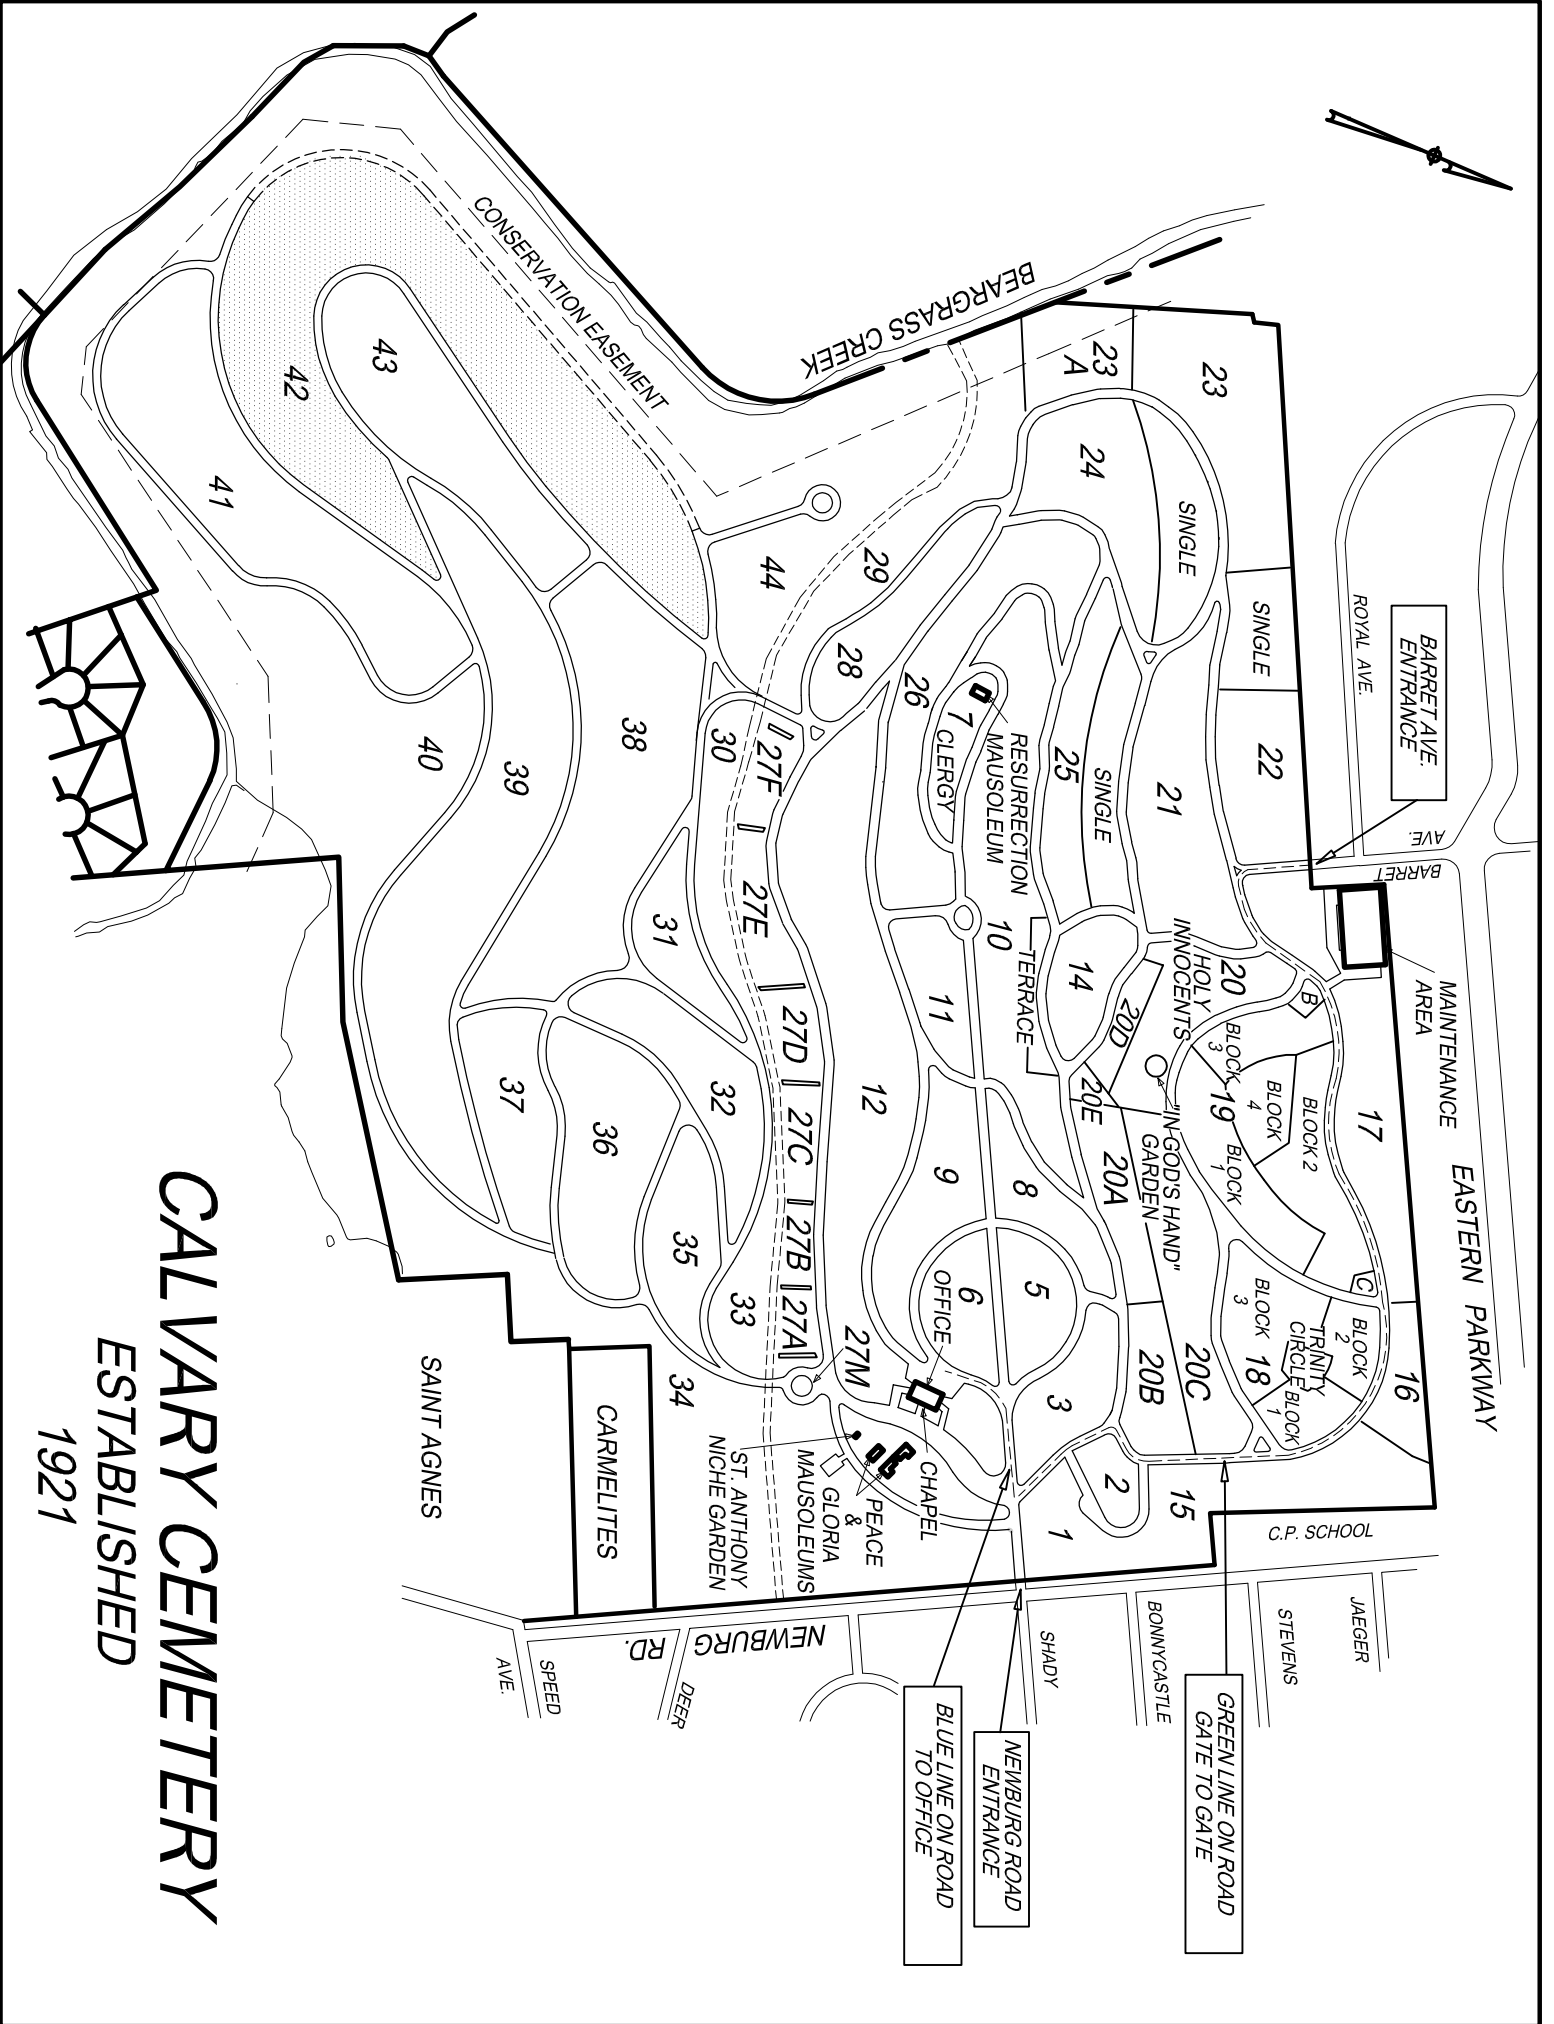 BARRET AVE.
ENTRANCE
ROYAL AVE.
AVE.
BARRET
MAINTENANCE
AREA
EASTERN PARKWAY
BEARGRASS CREEK
CONSERVATION EASEMENT
23
23
A
24
SINGLE
SINGLE
22
21
SINGLE
25
RESURRECTION
MAUSOLEUM
7
CLERGY
26
28
29
44
43
42
41
40
39
38
30
31
32
33
34
35
36
37
27F
27E
27D
27C
27B
27A
27M
12
11
10
TERRACE
14
20D
20
HOLY
INNOCENTS
"IN GOD'S HAND"
GARDEN
20E
20A
20B
20C
B
BLOCK
3
19
BLOCK
4
BLOCK 2
BLOCK
1
17
16
C
BLOCK
2
TRINITY
CIRCLE
BLOCK
3
18
BLOCK
1
15
9
8
5
6
OFFICE
3
2
1
CHAPEL
PEACE
&
GLORIA
MAUSOLEUMS
ST. ANTHONY
NICHE GARDEN
CARMELITES
SAINT AGNES
C.P. SCHOOL
JAEGER
STEVENS
BONNYCASTLE
SHADY
NEWBURG RD.
DEER
SPEED
AVE.
GREEN LINE ON ROAD
GATE TO GATE
NEWBURG ROAD
ENTRANCE
BLUE LINE ON ROAD
TO OFFICE
CALVARY CEMETERY
ESTABLISHED
1921